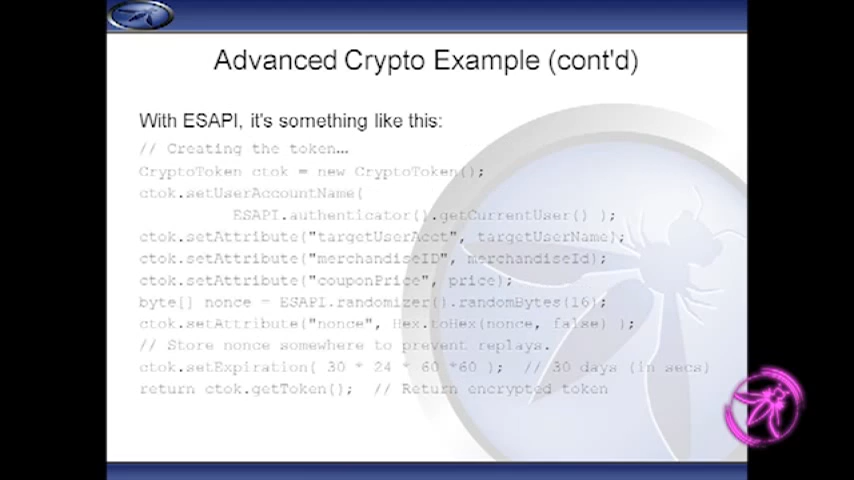 Advanced Crypto Example (cont'd)
With ESAPI, it's something like this:
// Creating the token…
CryptoToken ctok = new CryptoToken();
ctok.setUserAccountName(
ESAPI.authenticator().getCurrentUser() );
ctok.setAttribute("targetUserAcct", targetUserName);
ctok.setAttribute("merchandiseID", merchandiseId);
ctok.setAttribute("couponPrice", price);
byte[] nonce = ESAPI.randomizer().randomBytes(16);
ctok.setAttribute("nonce", Hex.toHex(nonce, false) );
// Store nonce somewhere to prevent replays.
ctok.setExpiration( 30 * 24 * 60 *60 ); // 30 days (in secs)
return ctok.getToken(); // Return encrypted token